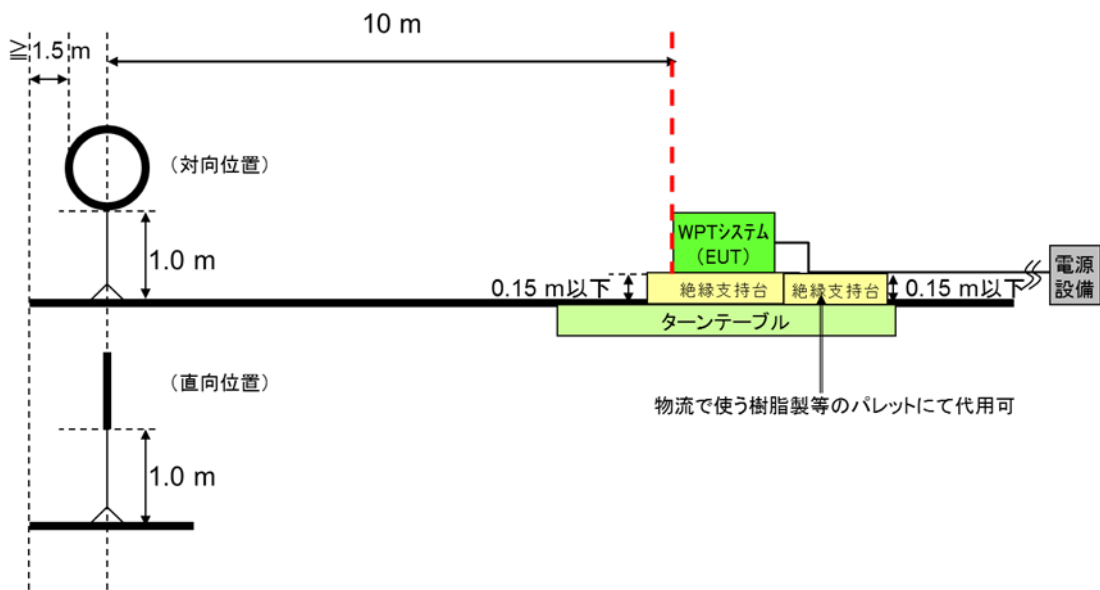 10 m
≧1.5 m
（対向位置）
1.0 m
WPTシステム
（EUT）
0.15 m以下
絶縁支持台
絶縁支持台
0.15 m以下
電源
設備
ターンテーブル
（直向位置）
物流で使う樹脂製等のパレットにて代用可
1.0 m